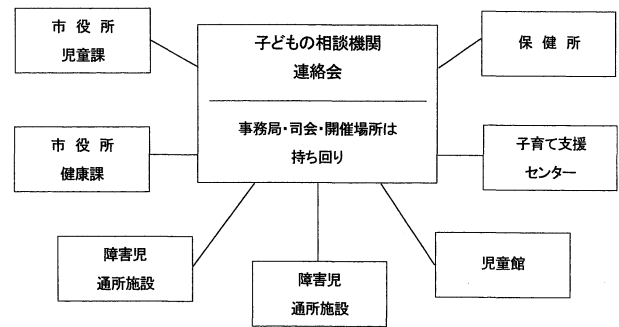 市 役 所
児童課
子どもの相談機関
連絡会
事務局・司会・開催場所は
持ち回り
保 健 所
市 役 所
健康課
子育て支援
センター
障害児
通所施設
障害児
通所施設
児童館